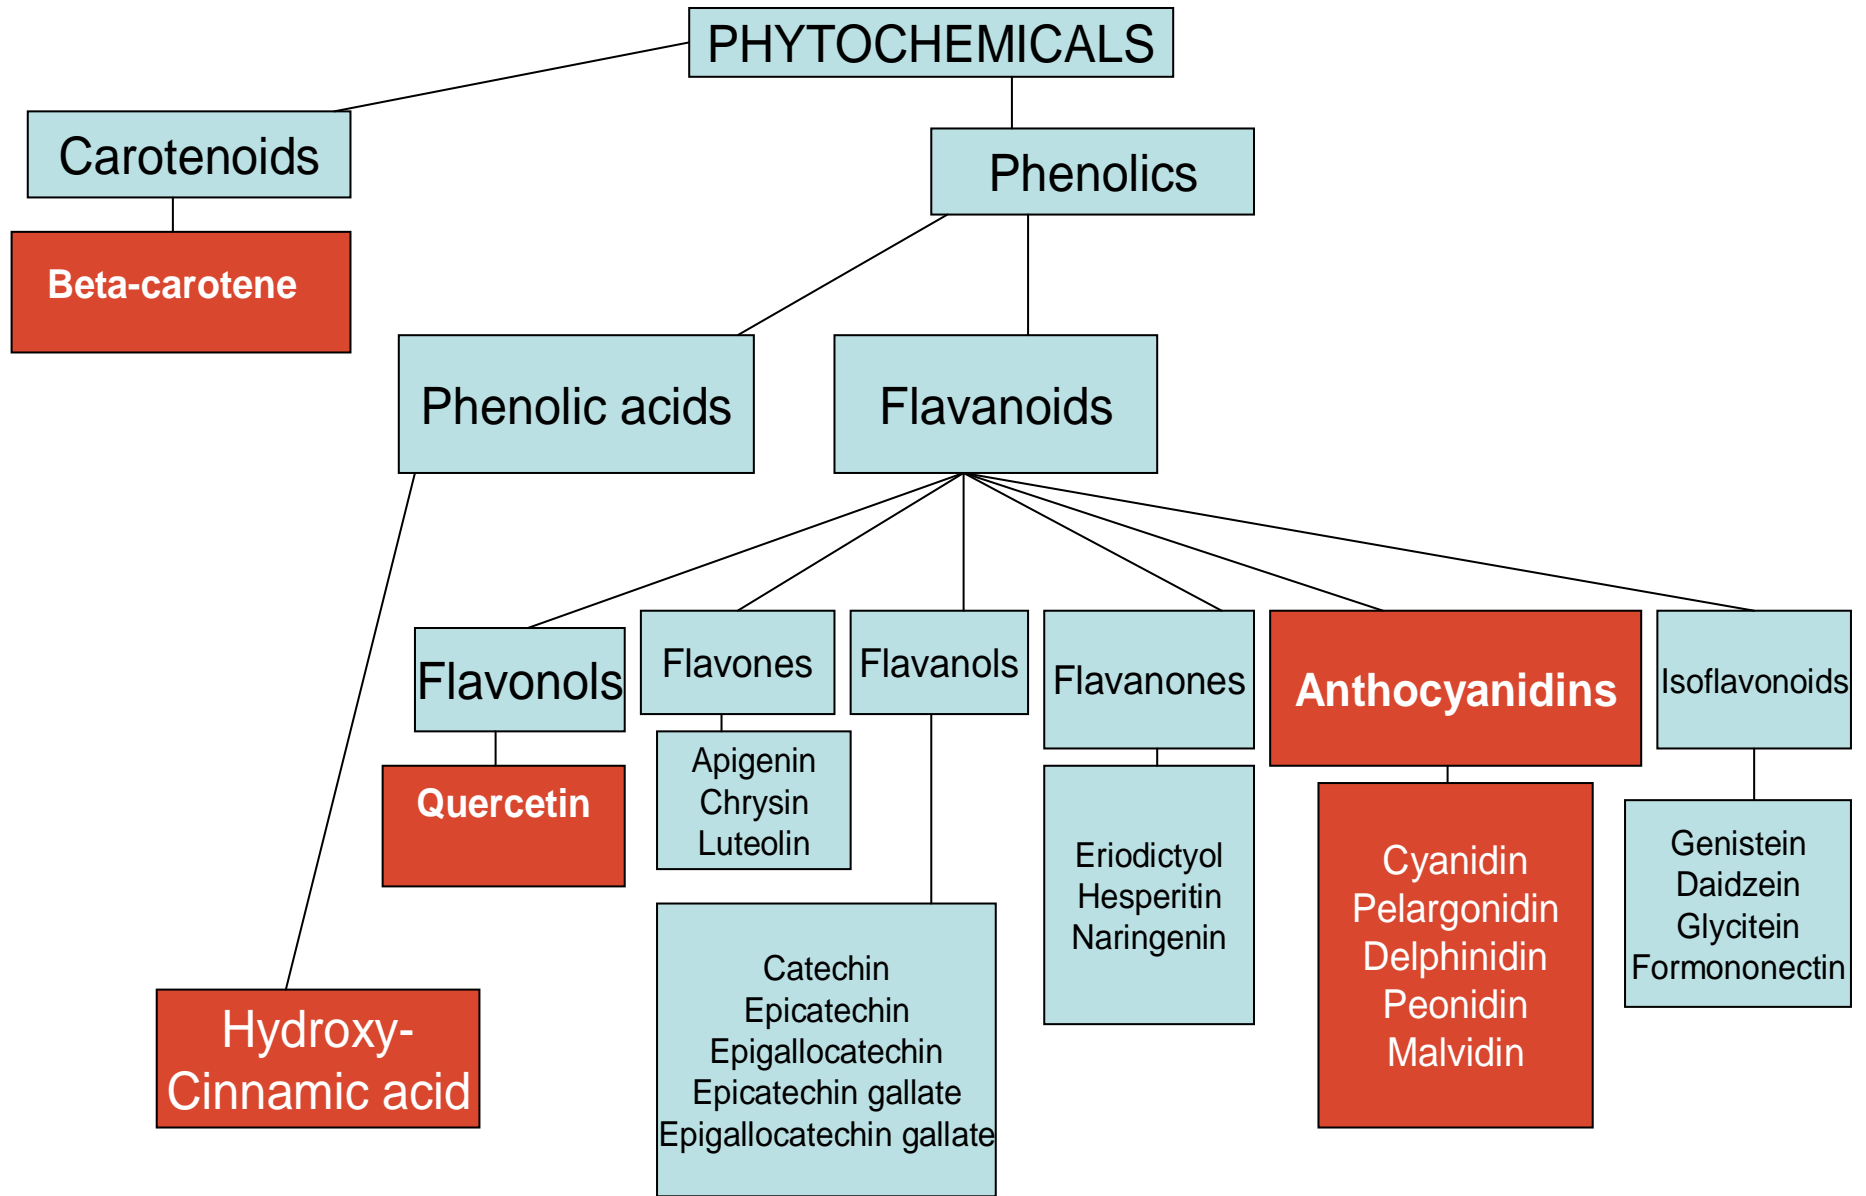 PHYTOCHEMICALS
Carotenoids
Phenolics
Beta-carotene
Phenolic acids
Flavanoids
Flavonols
Flavones
Flavanols
Flavanones
Anthocyanidins
Isoflavonoids
Quercetin
Apigenin
Chrysin
Luteolin
Catechin
Epicatechin
Epigallocatechin
Epicatechin gallate
Epigallocatechin gallate
Eriodictyol
Hesperitin
Naringenin
Cyanidin
Pelargonidin
Delphinidin
Peonidin
Malvidin
Genistein
Daidzein
Glycitein
Formononectin
Hydroxy-
Cinnamic acid